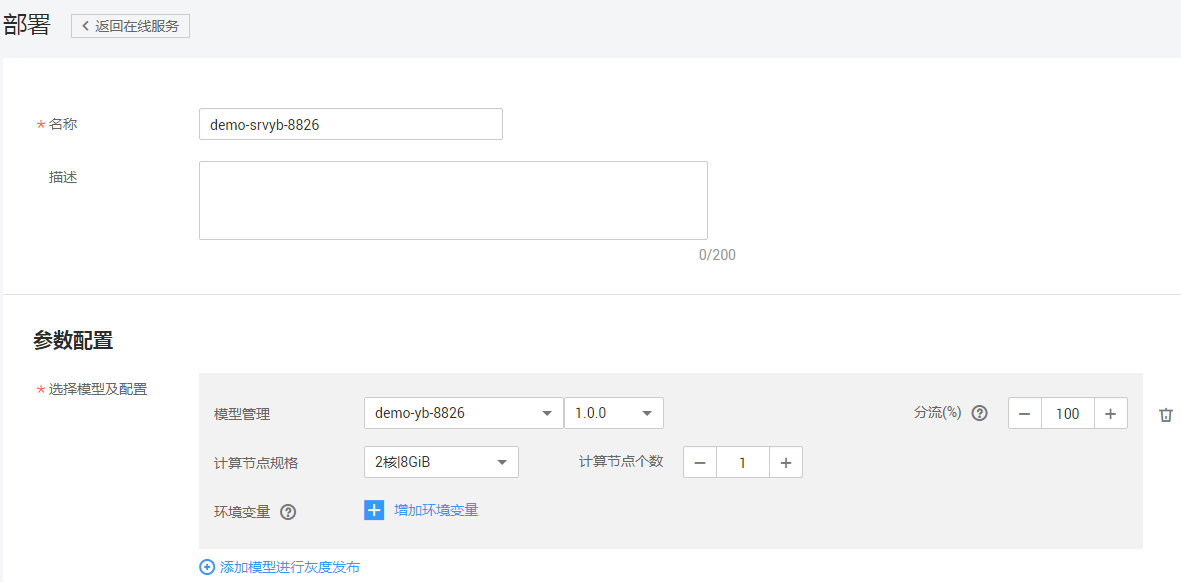 部署 返回在线服务
* 名称 demo-srvyb-8826
描述
0/200
参数配置
* 选择模型及配置
模型管理 demo-yb-8826 1.0.0 分流(%) ? − 100 +
计算节点规格 2核|8GiB 计算节点个数 − 1 +
环境变量 ? + 增加环境变量
添加模型进行灰度发布